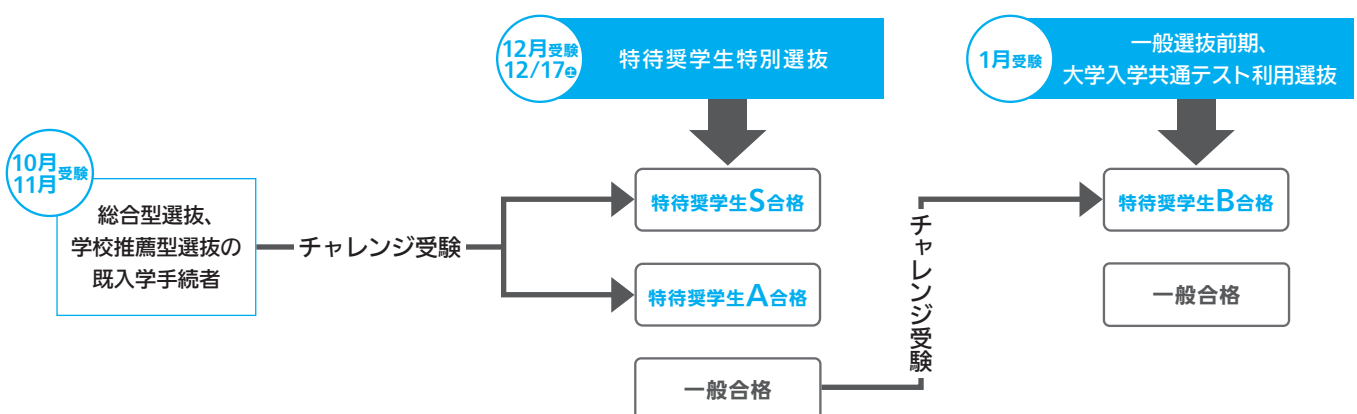 10月
11月受験
総合型選抜、
学校推薦型選抜の
既入学手続者
チャレンジ受験
12月受験
12/17㊏
特待奨学生特別選抜
特待奨学生S合格
特待奨学生A合格
一般合格
チャレンジ受験
1月受験
一般選抜前期、
大学入学共通テスト利用選抜
特待奨学生B合格
一般合格